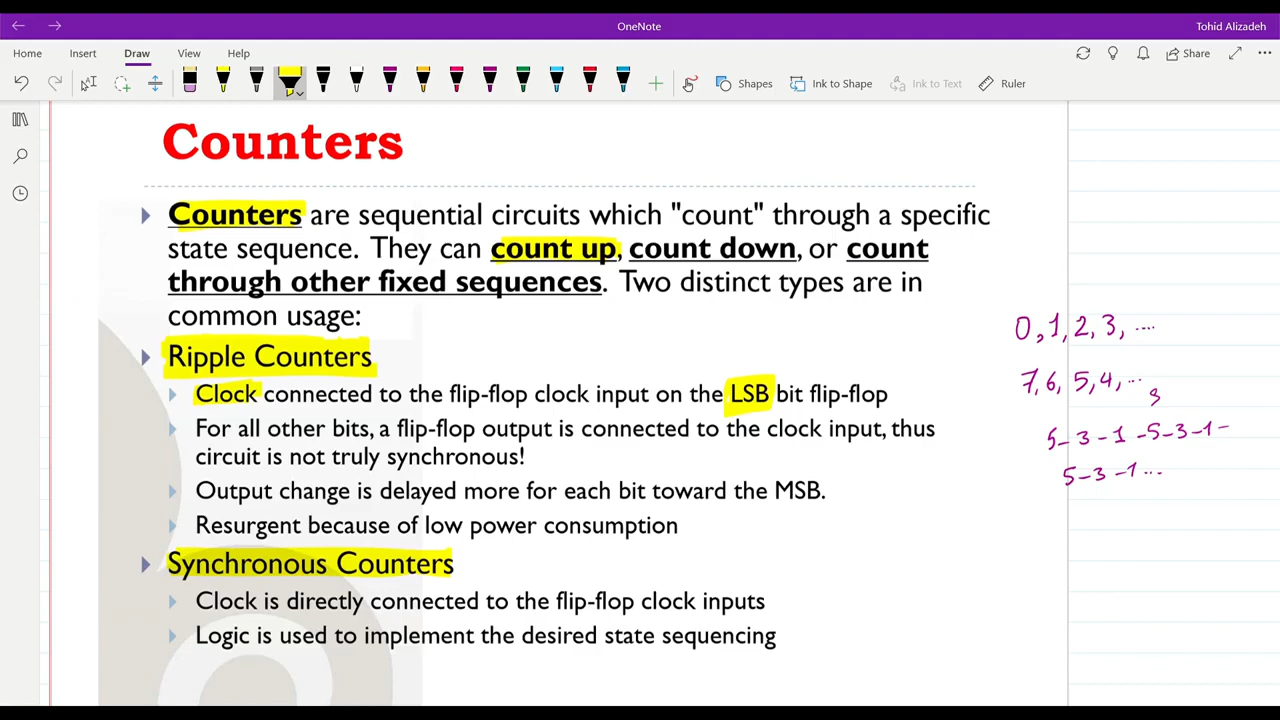 OneNote
Tohid Alizadeh
Home Insert Draw View Help
Share
Shapes Ink to Shape Ink to Text Ruler
Counters
Counters are sequential circuits which "count" through a specific
state sequence. They can count up, count down, or count
through other fixed sequences. Two distinct types are in
common usage:
Ripple Counters
Clock connected to the flip-flop clock input on the LSB bit flip-flop
For all other bits, a flip-flop output is connected to the clock input, thus
circuit is not truly synchronous!
Output change is delayed more for each bit toward the MSB.
Resurgent because of low power consumption
Synchronous Counters
Clock is directly connected to the flip-flop clock inputs
Logic is used to implement the desired state sequencing
0, 1, 2, 3, ....
7, 6, 5, 4, ...
3
5-3-1-5-3-1-
5-3-1...